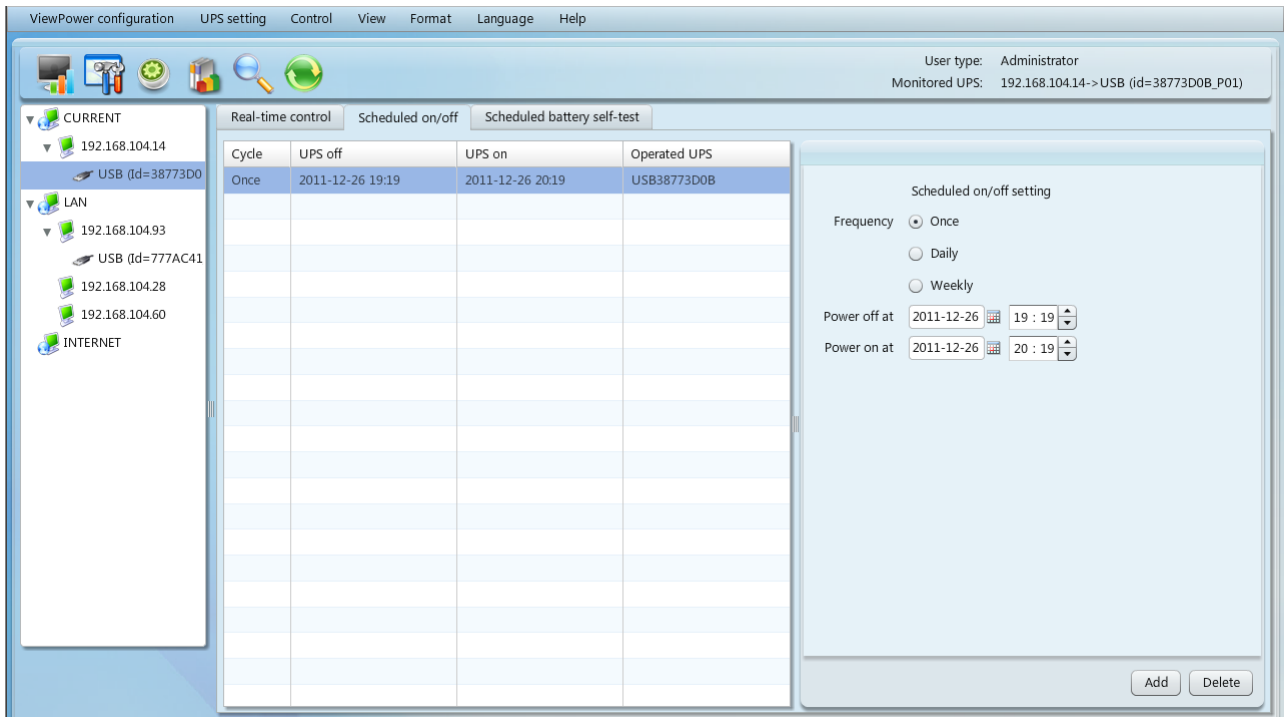 ViewPower configuration UPS setting Control View Format Language Help
User type: Administrator
Monitored UPS: 192.168.104.14->USB (id=38773D0B_P01)
CURRENT
192.168.104.14
USB (Id=38773D0
LAN
192.168.104.93
USB (Id=777AC41
192.168.104.28
192.168.104.60
INTERNET
Real-time control Scheduled on/off Scheduled battery self-test
Cycle UPS off UPS on Operated UPS
Once 2011-12-26 19:19 2011-12-26 20:19 USB38773D0B
Scheduled on/off setting
Frequency Once
Daily
Weekly
Power off at 2011-12-26 19 : 19
Power on at 2011-12-26 20 : 19
Add Delete